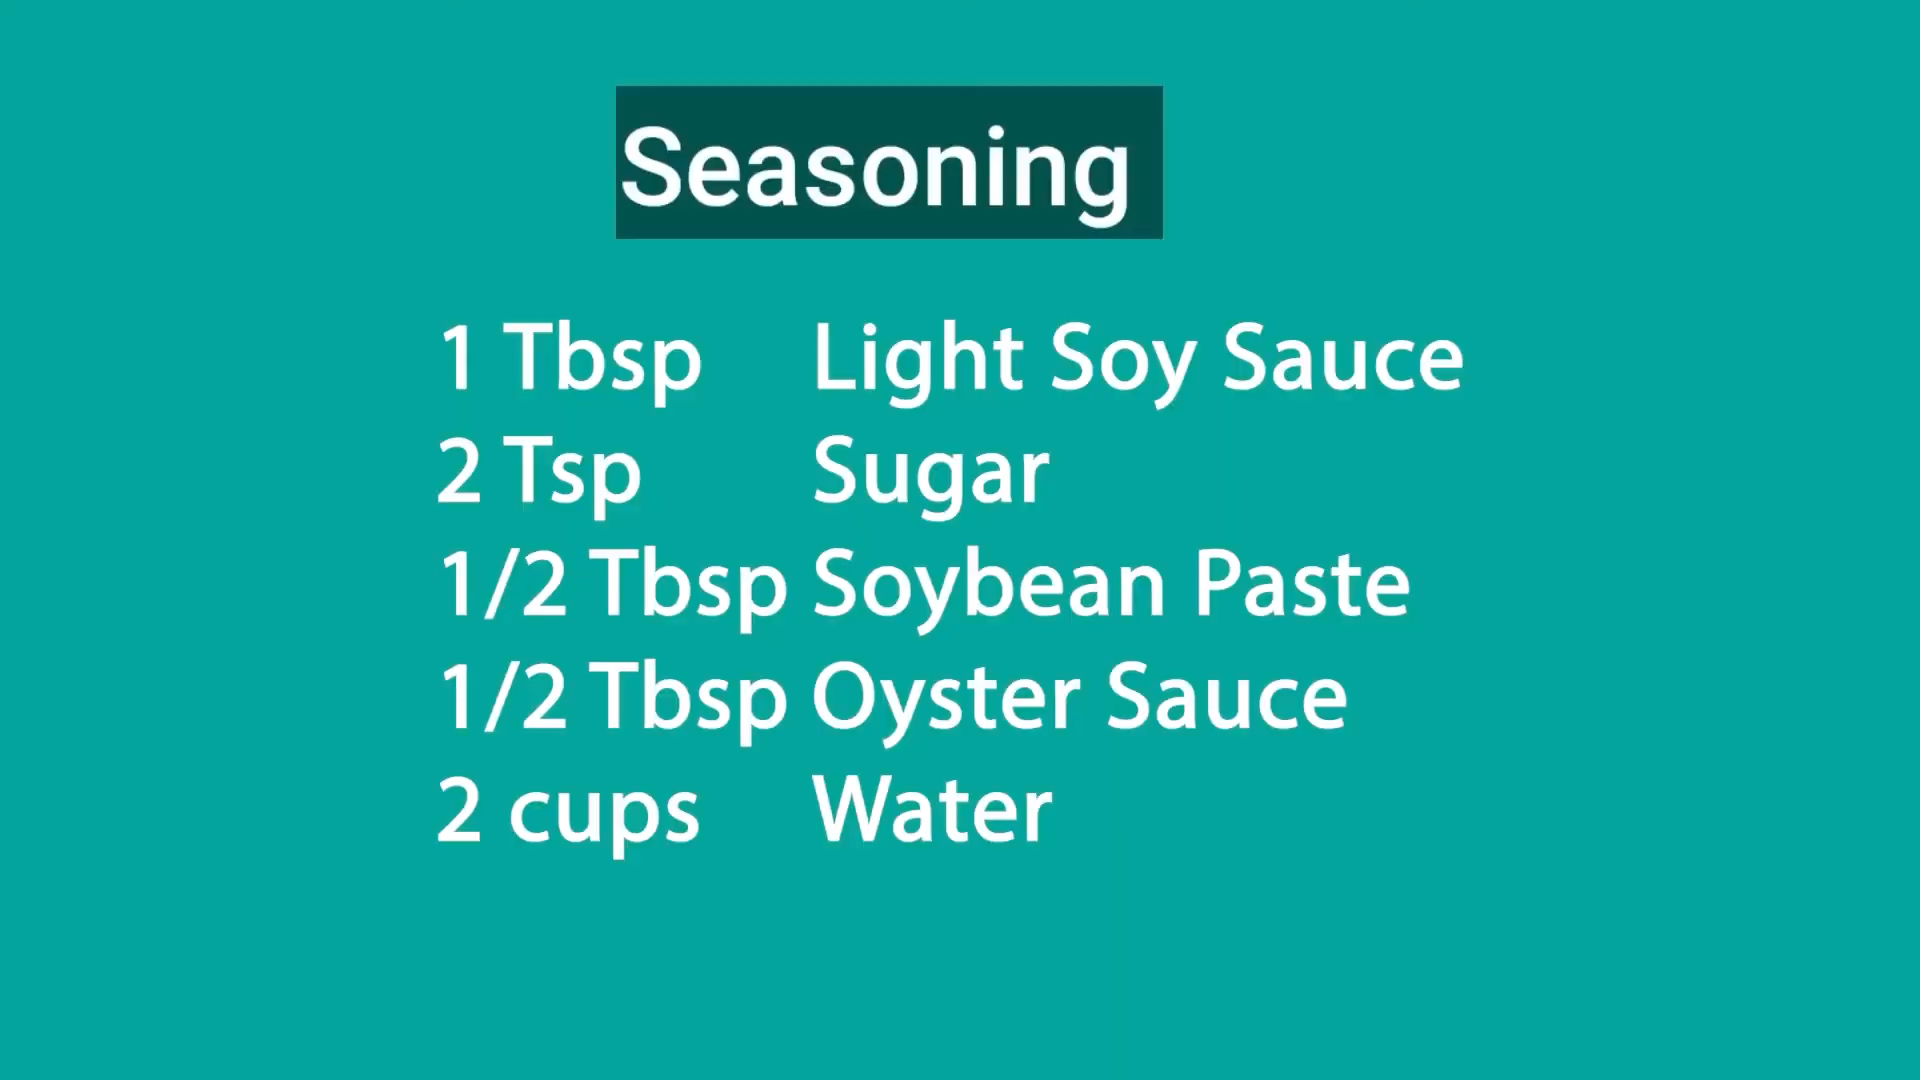 Seasoning
1 Tbsp Light Soy Sauce
2 Tsp Sugar
1/2 Tbsp Soybean Paste
1/2 Tbsp Oyster Sauce
2 cups Water